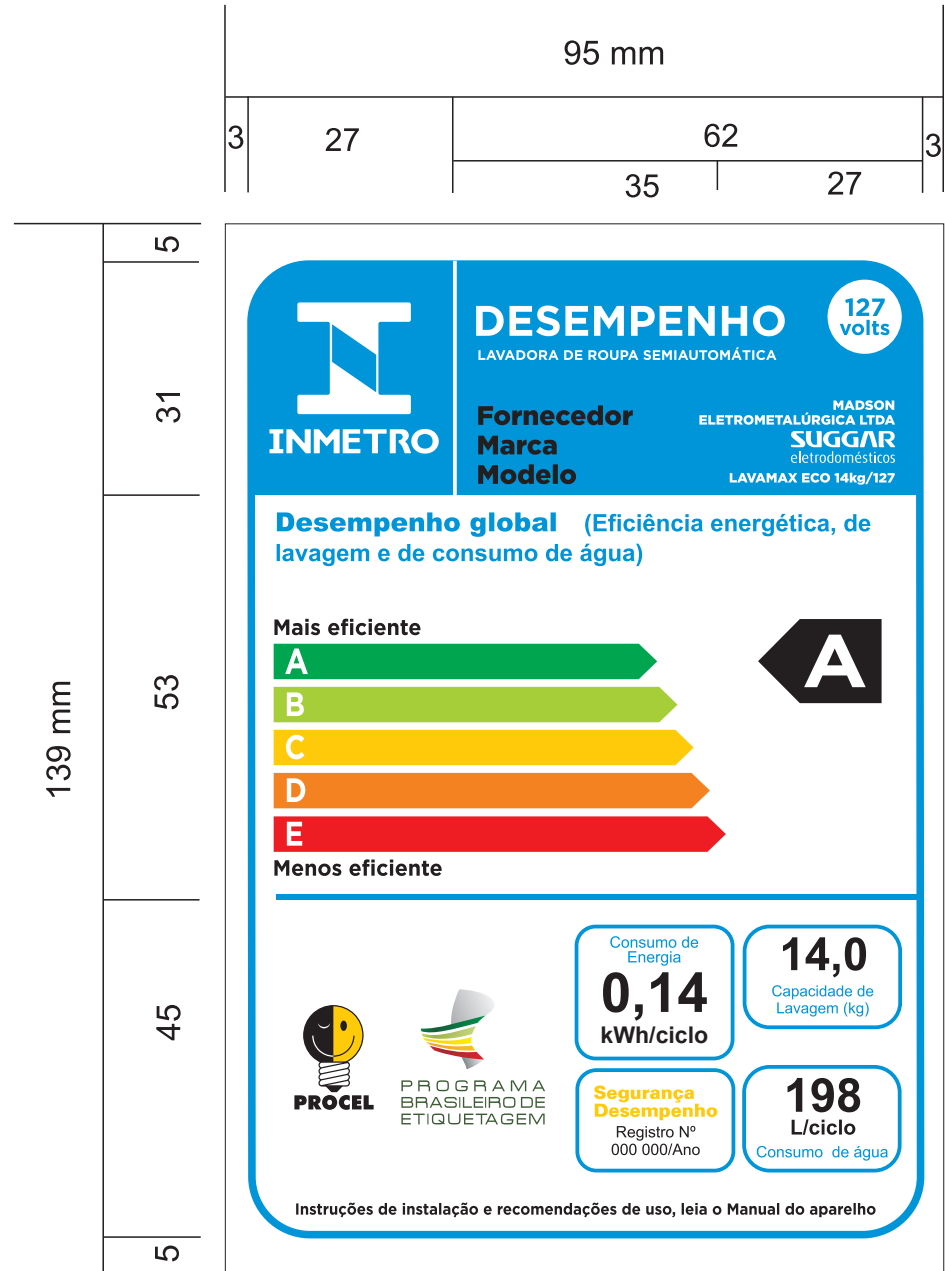 95 mm
3
27
62
3
35
27
5
31
139 mm
53
45
5
INMETRO
DESEMPENHO
LAVADORA DE ROUPA SEMIAUTOMÁTICA
127
volts
Fornecedor
Marca
Modelo
MADSON
ELETROMETALÚRGICA LTDA
SUGGAR
eletrodomésticos
LAVAMAX ECO 14kg/127
Desempenho global (Eficiência energética, de
lavagem e de consumo de água)
Mais eficiente
A
B
C
D
E
Menos eficiente
A
PROCEL
PROGRAMA
BRASILEIRO DE
ETIQUETAGEM
Consumo de
Energia
0,14
kWh/ciclo
14,0
Capacidade de
Lavagem (kg)
Segurança
Desempenho
Registro Nº
000 000/Ano
198
L/ciclo
Consumo de água
Instruções de instalação e recomendações de uso, leia o Manual do aparelho